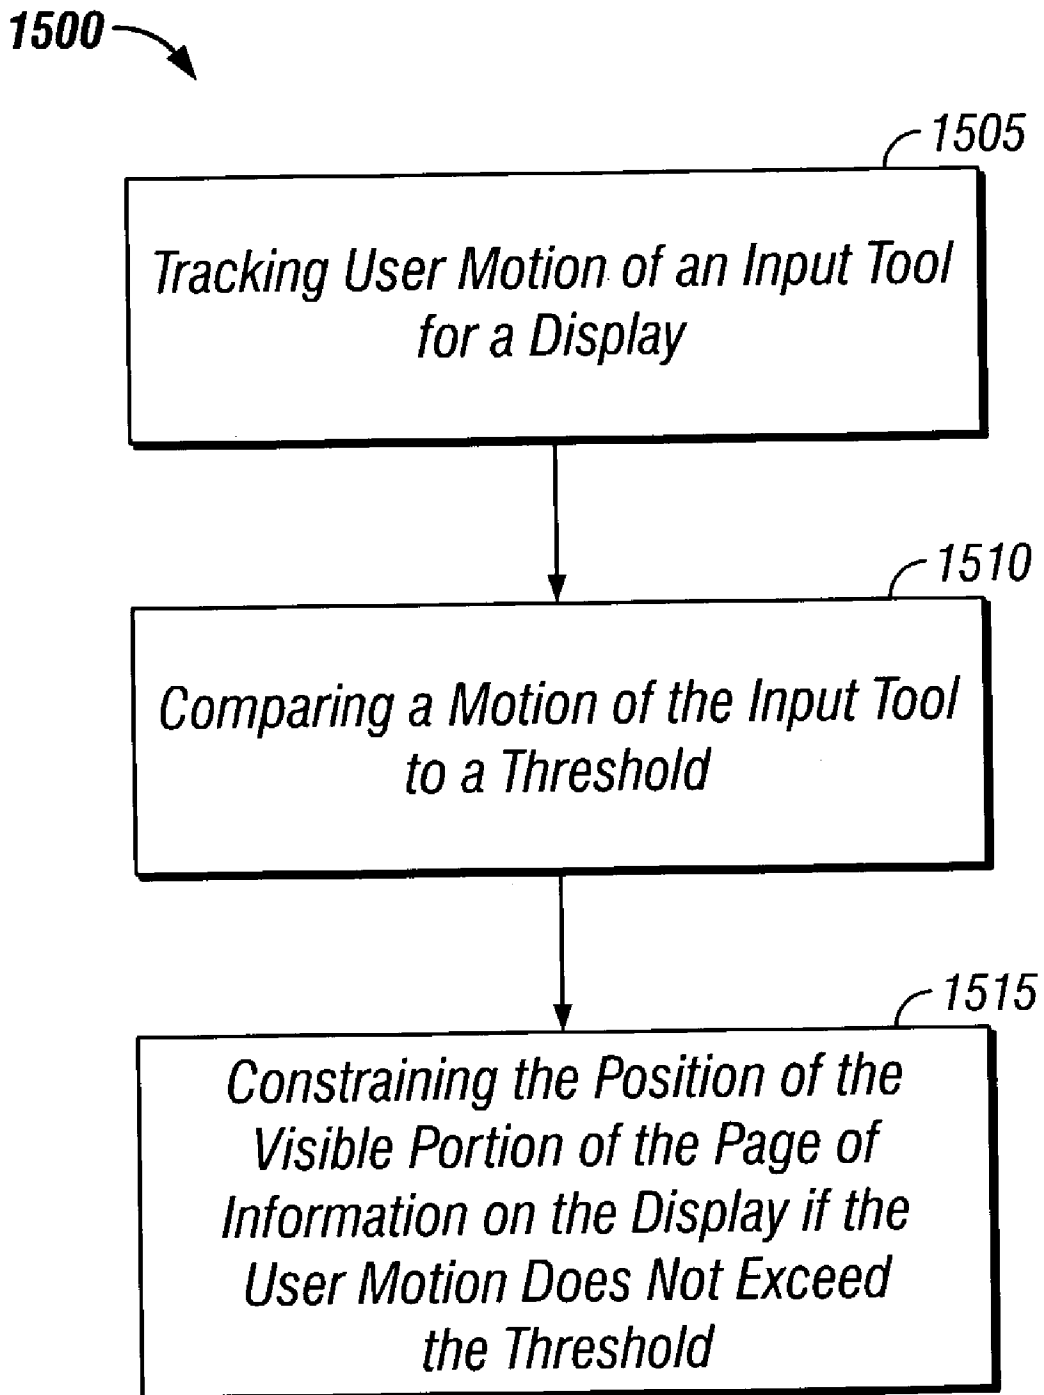 1500
1505
Tracking User Motion of an Input Tool
for a Display
1510
Comparing a Motion of the Input Tool
to a Threshold
1515
Constraining the Position of the
Visible Portion of the Page of
Information on the Display if the
User Motion Does Not Exceed
the Threshold